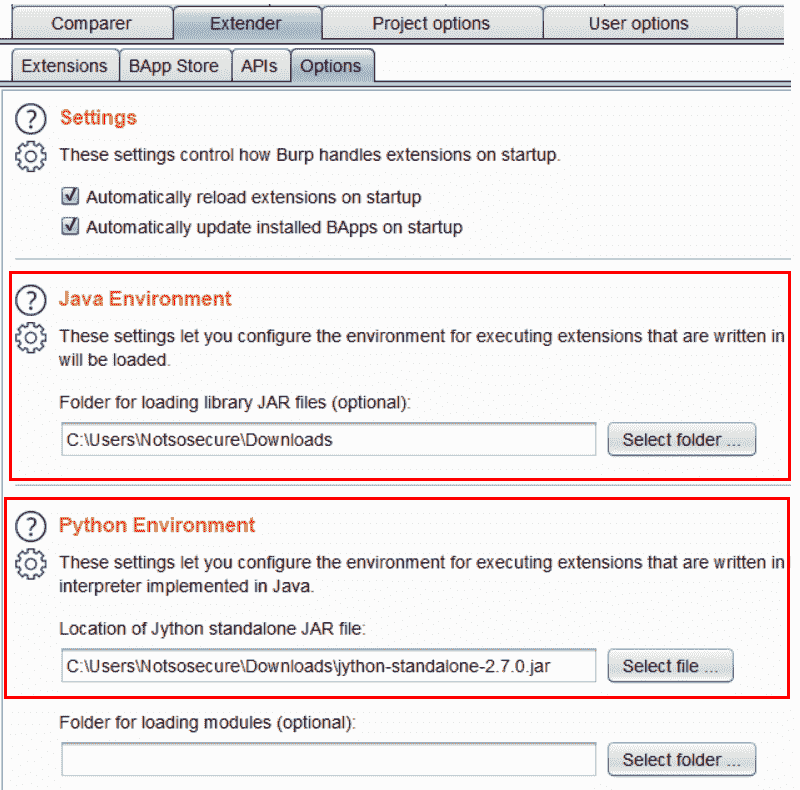 Comparer Extender Project options User options
Extensions BApp Store APIs Options
? Settings
These settings control how Burp handles extensions on startup.
Automatically reload extensions on startup
Automatically update installed BApps on startup
? Java Environment
These settings let you configure the environment for executing extensions that are written in
will be loaded.
Folder for loading library JAR files (optional):
C:\Users\Notsosecure\Downloads Select folder ...
? Python Environment
These settings let you configure the environment for executing extensions that are written in
interpreter implemented in Java.
Location of Jython standalone JAR file:
C:\Users\Notsosecure\Downloads\jython-standalone-2.7.0.jar Select file ...
Folder for loading modules (optional):
Select folder ...